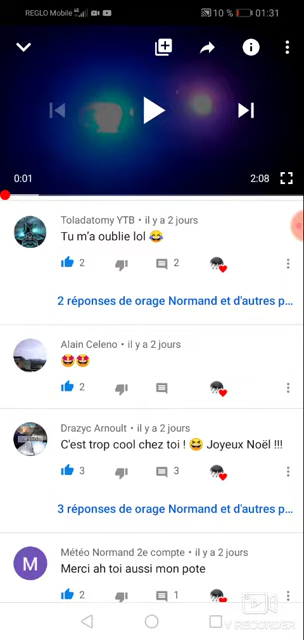 REGLO Mobile 10 % 01:31
0:01 2:08
Toladatomy YTB • il y a 2 jours
Tu m'a oublie lol 😂
2 2
2 réponses de orage Normand et d'autres p...
Alain Celeno • il y a 2 jours
🤩🤩
2
Drazyc Arnoult • il y a 2 jours
C'est trop cool chez toi ! 😆 Joyeux Noël !!!
3 3
3 réponses de orage Normand et d'autres p...
M
Météo Normand 2e compte • il y a 2 jours
Merci ah toi aussi mon pote
2 1
RECORDER